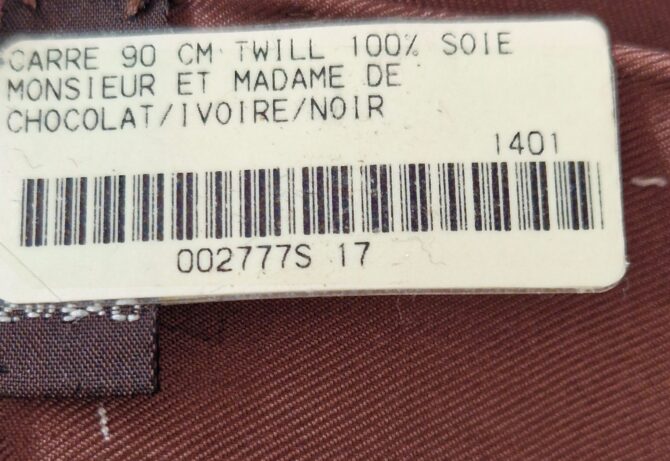 CARRE 90 CM TWILL 100% SOIE
MONSIEUR ET MADAME DE
CHOCOLAT/IVOIRE/NOIR
1401
002777S 17